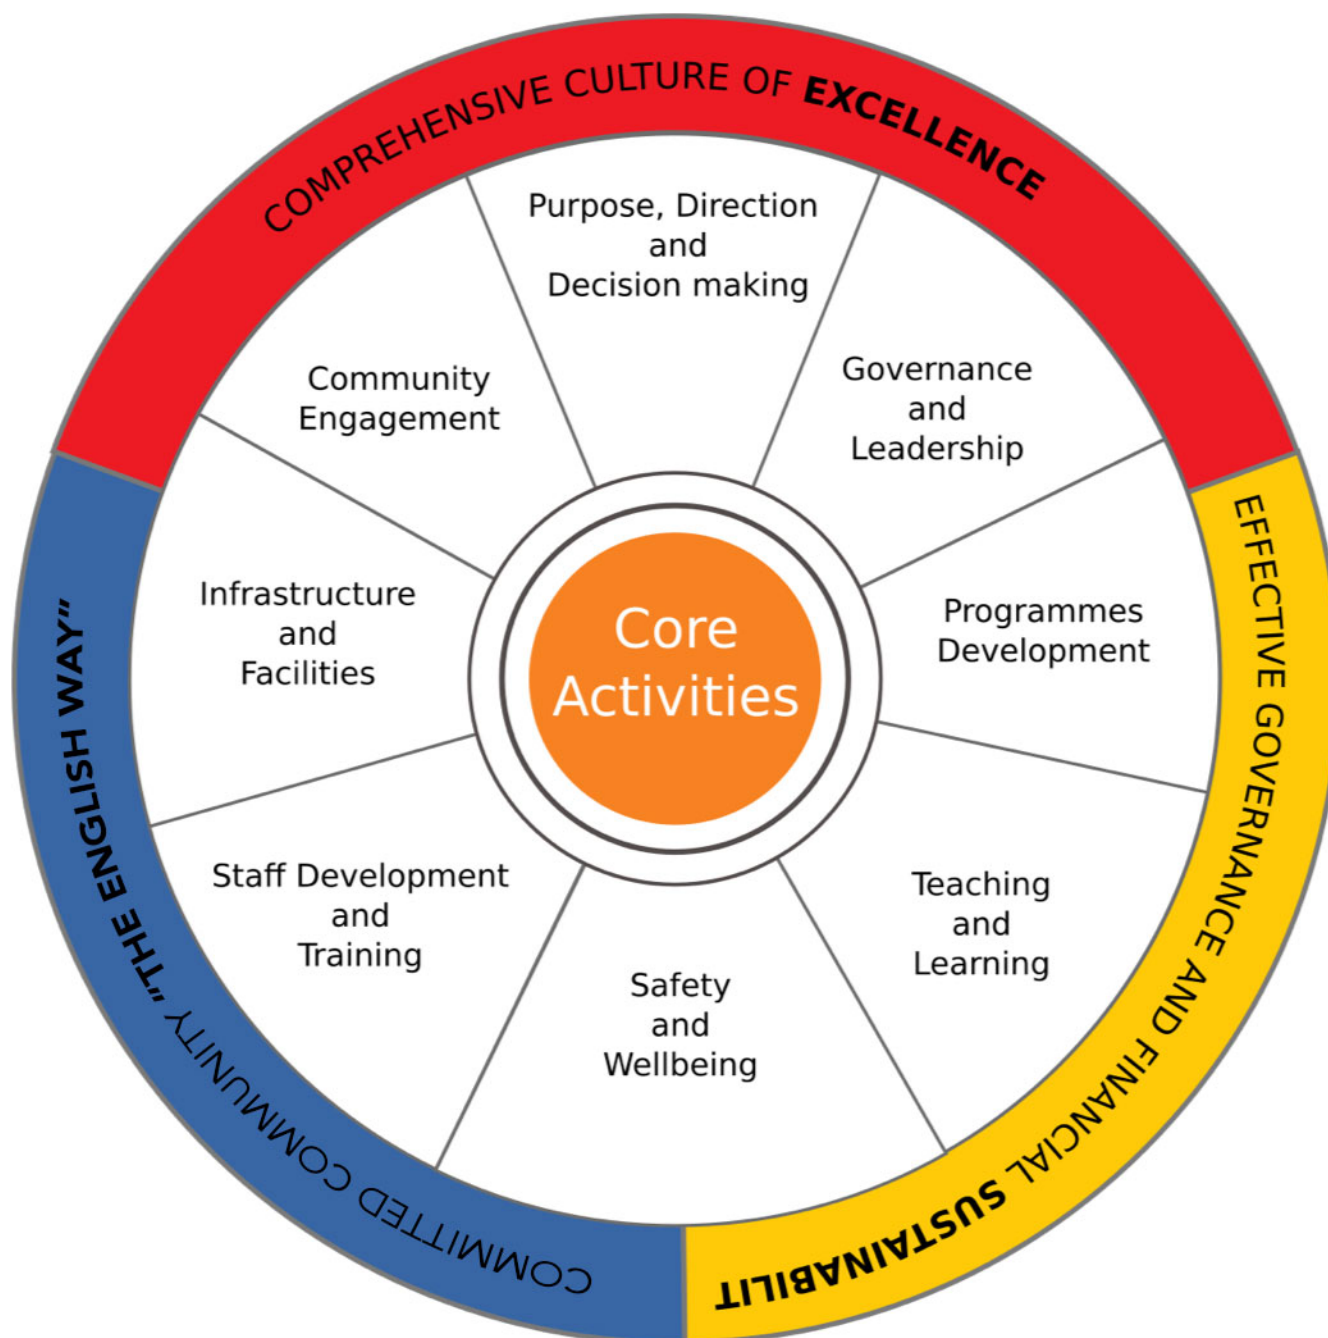 COMPREHENSIVE CULTURE OF EXCELLENCE
Purpose, Direction
and
Decision making
Governance
and
Leadership
Programmes
Development
Teaching
and
Learning
Safety
and
Wellbeing
Staff Development
and
Training
Infrastructure
and
Facilities
Community
Engagement
Core
Activities
EFFECTIVE GOVERNANCE AND FINANCIAL SUSTAINABILIT
COMMITTED COMMUNITY "THE ENGLISH WAY"